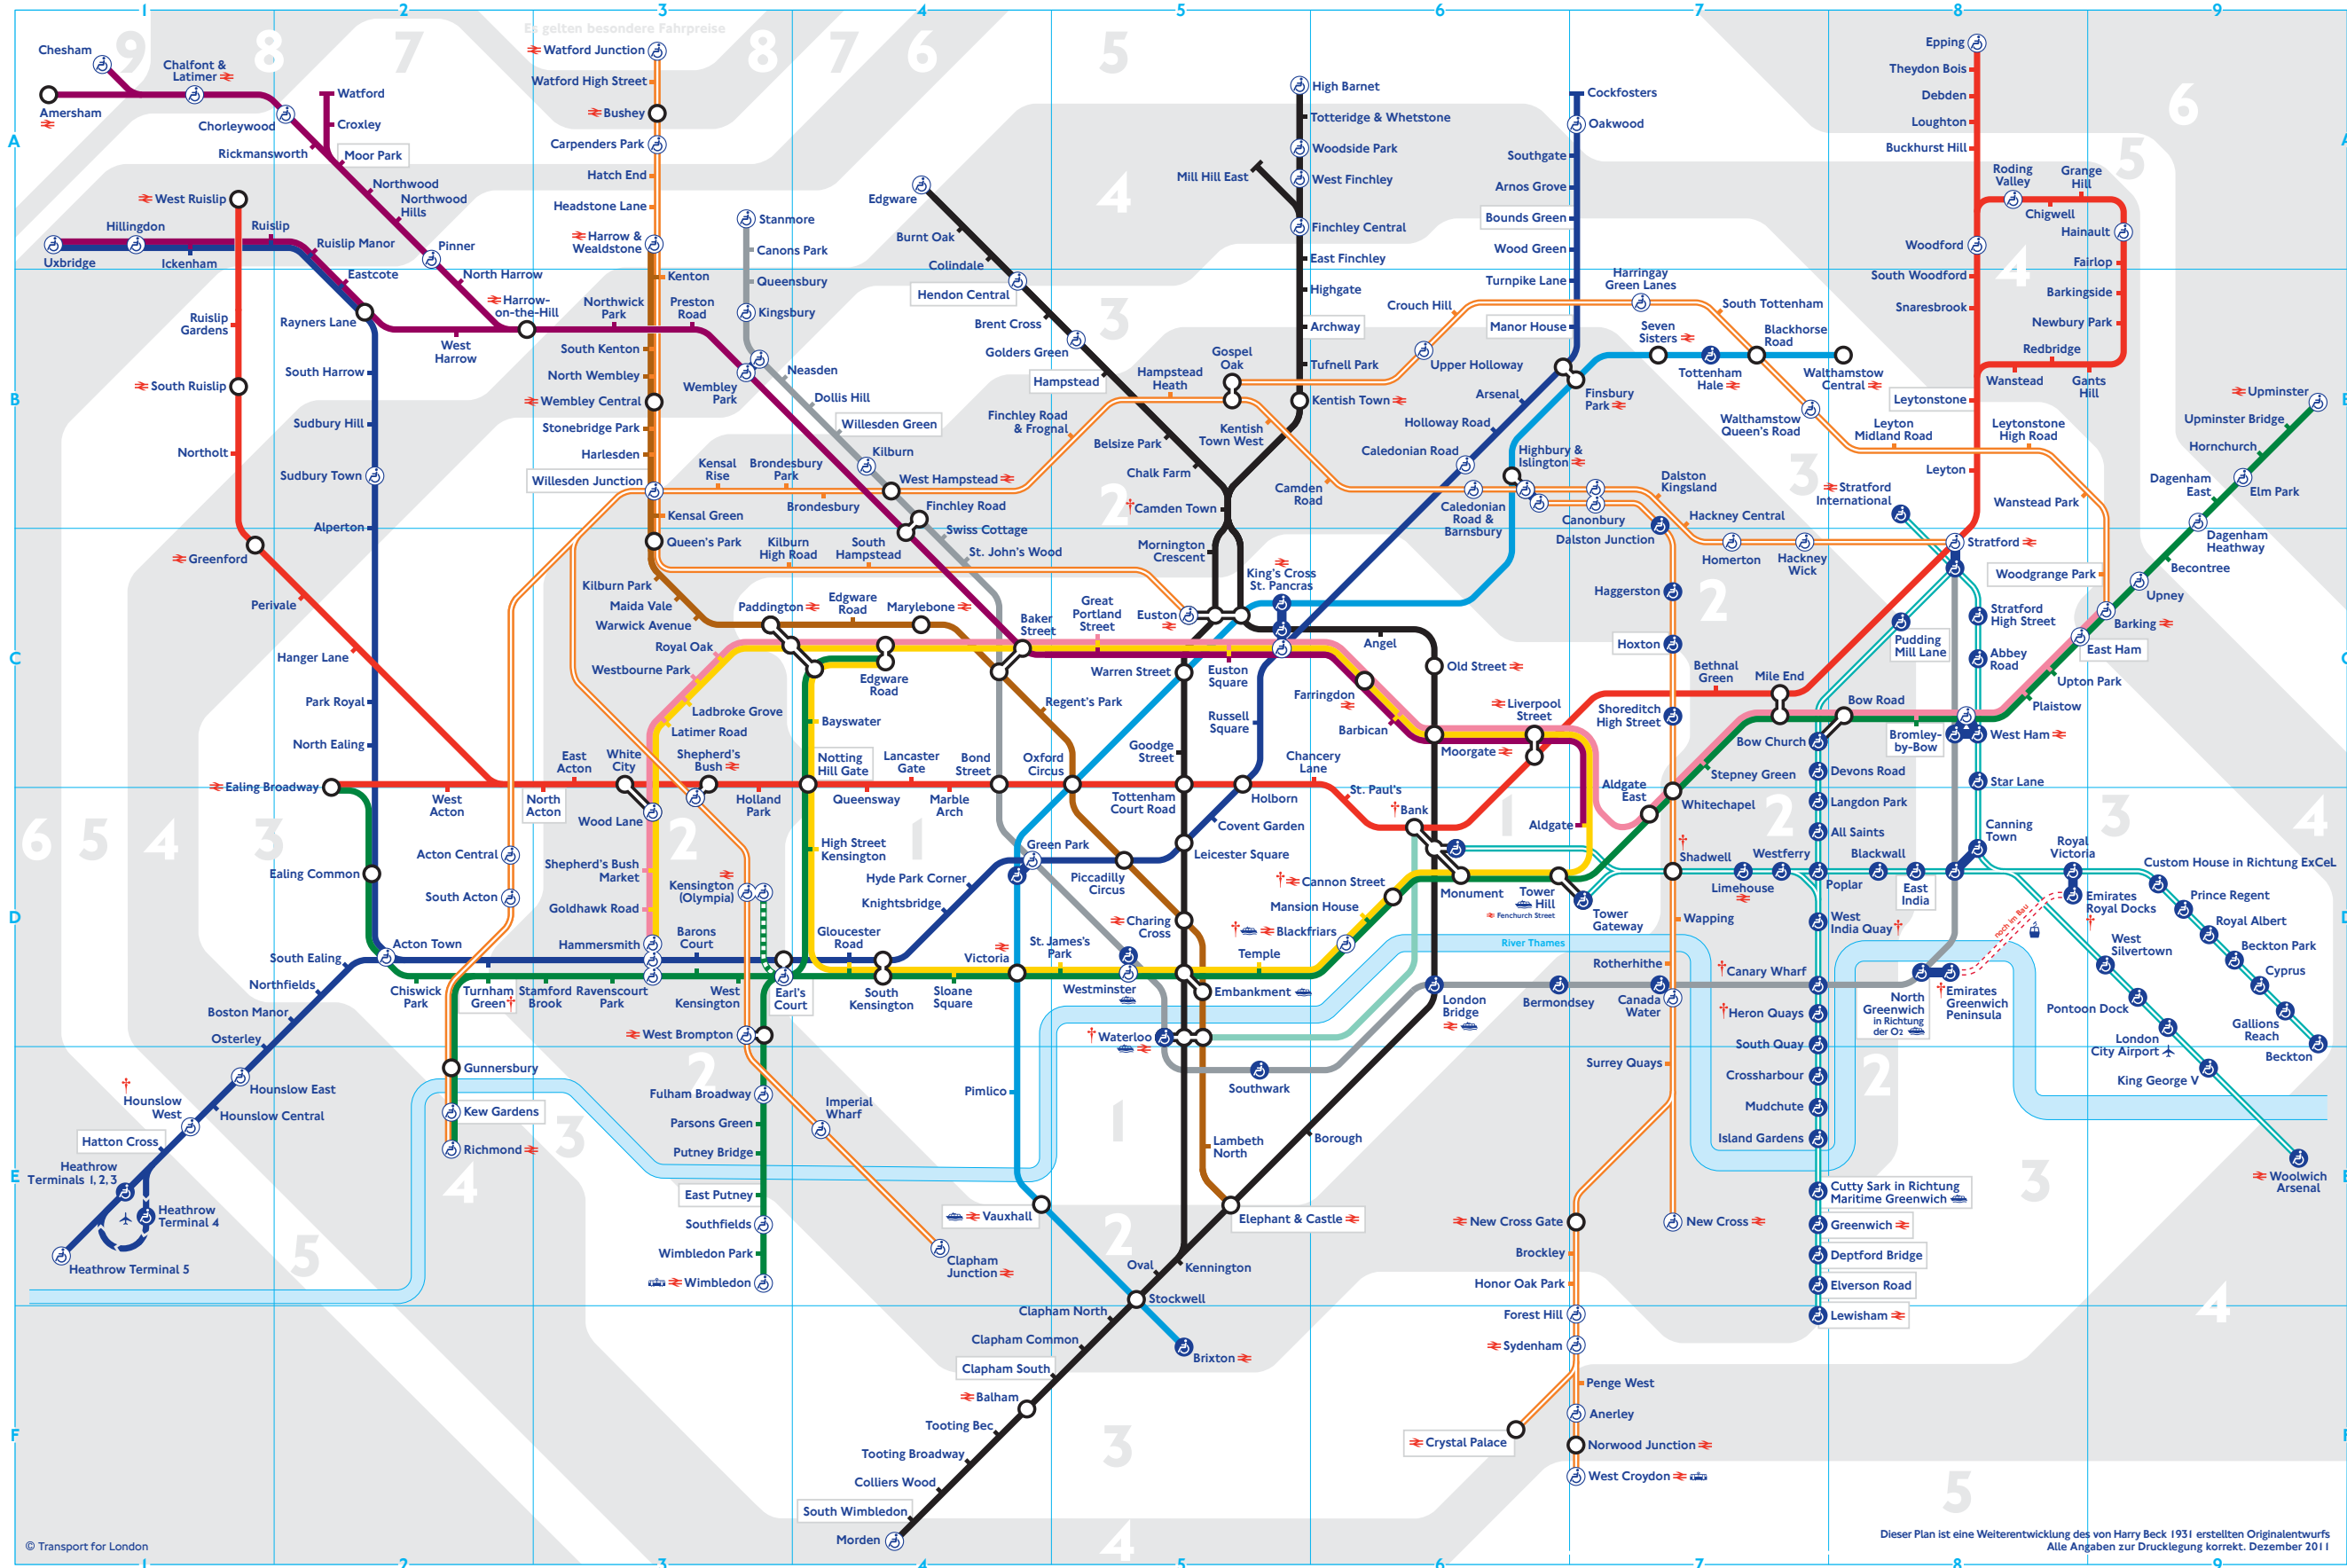 1
2
3
4
5
6
7
8
9
Es gelten besondere Fahrpreise
Chesham
Chalfont &
Latimer
Amersham
Chorleywood
Rickmansworth
Watford
Croxley
Moor Park
Northwood
Northwood
Hills
Pinner
North Harrow
Harrow-
on-the-Hill
Northwick
Park
Preston
Road
West Ruislip
Hillingdon
Ruislip
Uxbridge
Ickenham
Ruislip Manor
Eastcote
Rayners Lane
West
Harrow
Ruislip
Gardens
South Ruislip
Northolt
Greenford
Perivale
Hanger Lane
South Harrow
Sudbury Hill
Sudbury Town
Alperton
Park Royal
North Ealing
Ealing Broadway
Ealing Common
Watford Junction
Watford High Street
Bushey
Carpenders Park
Hatch End
Headstone Lane
Harrow &
Wealdstone
Kenton
South Kenton
North Wembley
Wembley Central
Stonebridge Park
Harlesden
Willesden Junction
Kensal Green
Queen's Park
Kilburn Park
Maida Vale
Warwick Avenue
Stanmore
Canons Park
Queensbury
Kingsbury
Wembley
Park
Neasden
Dollis Hill
Willesden Green
Kilburn
West Hampstead
Finchley Road
Swiss Cottage
St. John's Wood
Kensal
Rise
Brondesbury
Park
Brondesbury
Kilburn
High Road
South
Hampstead
Finchley Road
& Frognal
Hampstead
Heath
Gospel
Oak
Kentish
Town West
Camden
Road
Edgware
Burnt Oak
Colindale
Hendon Central
Brent Cross
Golders Green
Hampstead
Belsize Park
Chalk Farm
†Camden Town
Mornington
Crescent
Euston
High Barnet
Totteridge & Whetstone
Woodside Park
Mill Hill East
West Finchley
Finchley Central
East Finchley
Highgate
Archway
Tufnell Park
Kentish Town
Cockfosters
Oakwood
Southgate
Arnos Grove
Bounds Green
Wood Green
Turnpike Lane
Manor House
Finsbury
Park
Arsenal
Holloway Road
Caledonian Road
Crouch Hill
Upper Holloway
Harringay
Green Lanes
South Tottenham
Seven
Sisters
Blackhorse
Road
Tottenham
Hale
Walthamstow
Central
Walthamstow
Queen's Road
Leyton
Midland Road
Leytonstone
High Road
Wanstead Park
Woodgrange Park
Highbury &
Islington
Caledonian
Road &
Barnsbury
Canonbury
Dalston
Kingsland
Dalston Junction
Hackney Central
Homerton
Hackney
Wick
Epping
Theydon Bois
Debden
Loughton
Buckhurst Hill
Roding
Valley
Grange
Hill
Chigwell
Hainault
Fairlop
Barkingside
Newbury Park
Redbridge
Gants
Hill
Wanstead
Woodford
South Woodford
Snaresbrook
Leytonstone
Leyton
Stratford
International
Stratford
Upminster
Upminster Bridge
Hornchurch
Elm Park
Dagenham
East
Dagenham
Heathway
Becontree
Upney
Barking
East Ham
Upton Park
Plaistow
West Ham
Bromley-
by-Bow
Bow Road
Mile End
Stepney Green
Whitechapel
Aldgate
East
Aldgate
Bethnal
Green
Liverpool
Street
Moorgate
Barbican
Farringdon
King's Cross
St. Pancras
Euston
Square
Great
Portland
Street
Baker
Street
Marylebone
Edgware
Road
Paddington
Edgware
Road
Royal Oak
Westbourne Park
Ladbroke Grove
Latimer Road
Bayswater
Notting
Hill Gate
High Street
Kensington
Haggerston
Hoxton
Shoreditch
High Street
Pudding
Mill Lane
Stratford
High Street
Abbey
Road
Star Lane
Canning
Town
Bow Church
Devons Road
Langdon Park
All Saints
Poplar
Angel
Old Street
Warren Street
Regent's Park
Russell
Square
Goodge
Street
West
Acton
East
Acton
North
Acton
White
City
Shepherd's
Bush
Holland
Park
Queensway
Lancaster
Gate
Marble
Arch
Bond
Street
Oxford
Circus
Tottenham
Court Road
Holborn
Chancery
Lane
St. Paul's
†Bank
Wood Lane
Shepherd's Bush
Market
Goldhawk Road
Hammersmith
Kensington
(Olympia)
Acton Central
South Acton
Acton Town
South Ealing
Northfields
Boston Manor
Osterley
Hounslow East
Hounslow Central
†
Hounslow
West
Hatton Cross
Heathrow
Terminals 1, 2, 3
Heathrow
Terminal 4
Heathrow Terminal 5
Chiswick
Park
Turnham
Green†
Stamford
Brook
Ravenscourt
Park
Barons
Court
West
Kensington
Earl's
Court
Gloucester
Road
South
Kensington
Sloane
Square
Victoria
St. James's
Park
Westminster
Embankment
Temple
†Blackfriars
Mansion House
†Cannon Street
Monument
Tower
Hill
Fenchurch Street
Tower
Gateway
Hyde Park Corner
Knightsbridge
Green Park
Piccadilly
Circus
Leicester Square
Covent Garden
Charing
Cross
†Waterloo
Southwark
London
Bridge
Bermondsey
Canada
Water
River Thames
†
Shadwell
Wapping
Rotherhithe
Surrey Quays
Limehouse
Westferry
Blackwall
East
India
West
India Quay†
†Canary Wharf
†Heron Quays
South Quay
Crossharbour
Mudchute
Island Gardens
Cutty Sark in Richtung
Maritime Greenwich
Greenwich
Deptford Bridge
Elverson Road
Lewisham
North
Greenwich
in Richtung
der O2
†Emirates
Greenwich
Peninsula
noch im Bau
Royal
Victoria
Emirates
Royal Docks
†
Custom House in Richtung ExCeL
Prince Regent
Royal Albert
Beckton Park
Cyprus
Gallions
Reach
Beckton
West
Silvertown
Pontoon Dock
London
City Airport
King George V
Woolwich
Arsenal
Gunnersbury
Kew Gardens
Richmond
West Brompton
Fulham Broadway
Parsons Green
Putney Bridge
East Putney
Southfields
Wimbledon Park
Wimbledon
Imperial
Wharf
Clapham
Junction
Pimlico
Vauxhall
Lambeth
North
Elephant & Castle
Borough
Kennington
Oval
Stockwell
Brixton
Clapham North
Clapham Common
Clapham South
Balham
Tooting Bec
Tooting Broadway
Colliers Wood
South Wimbledon
Morden
New Cross Gate
New Cross
Brockley
Honor Oak Park
Forest Hill
Sydenham
Penge West
Crystal Palace
Anerley
Norwood Junction
West Croydon
A
B
C
D
E
F
© Transport for London
Dieser Plan ist eine Weiterentwicklung des von Harry Beck 1931 erstellten Originalentwurfs
Alle Angaben zur Drucklegung korrekt. Dezember 2011